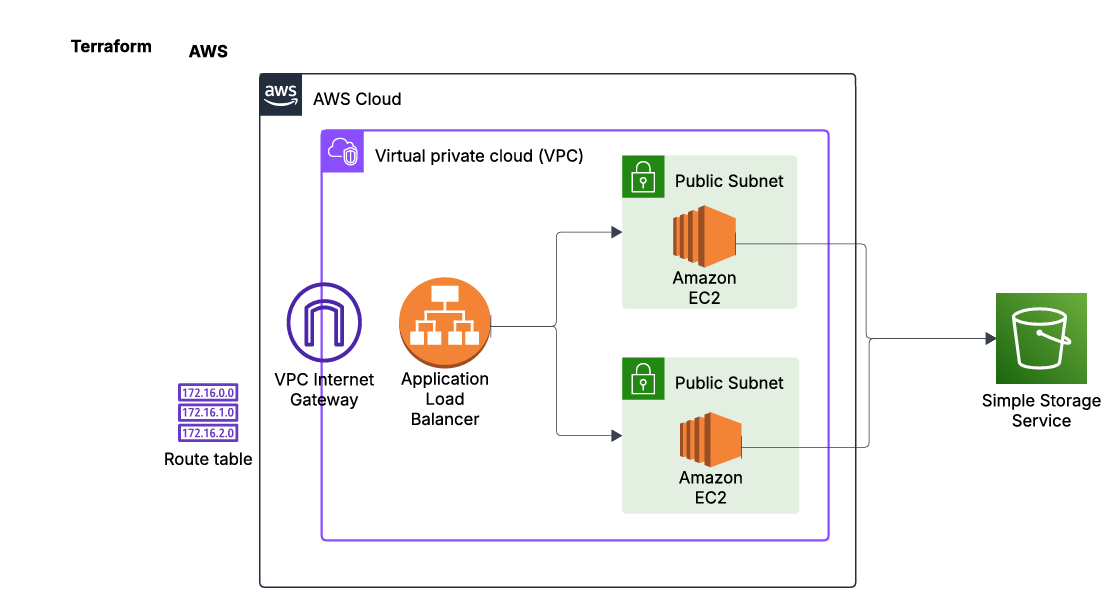 Terraform
AWS
aws
AWS Cloud
Virtual private cloud (VPC)
Public Subnet
Amazon
EC2
VPC Internet
Gateway
Application
Load
Balancer
172.16.0.0
172.16.1.0
172.16.2.0
Route table
Public Subnet
Amazon
EC2
Simple Storage
Service